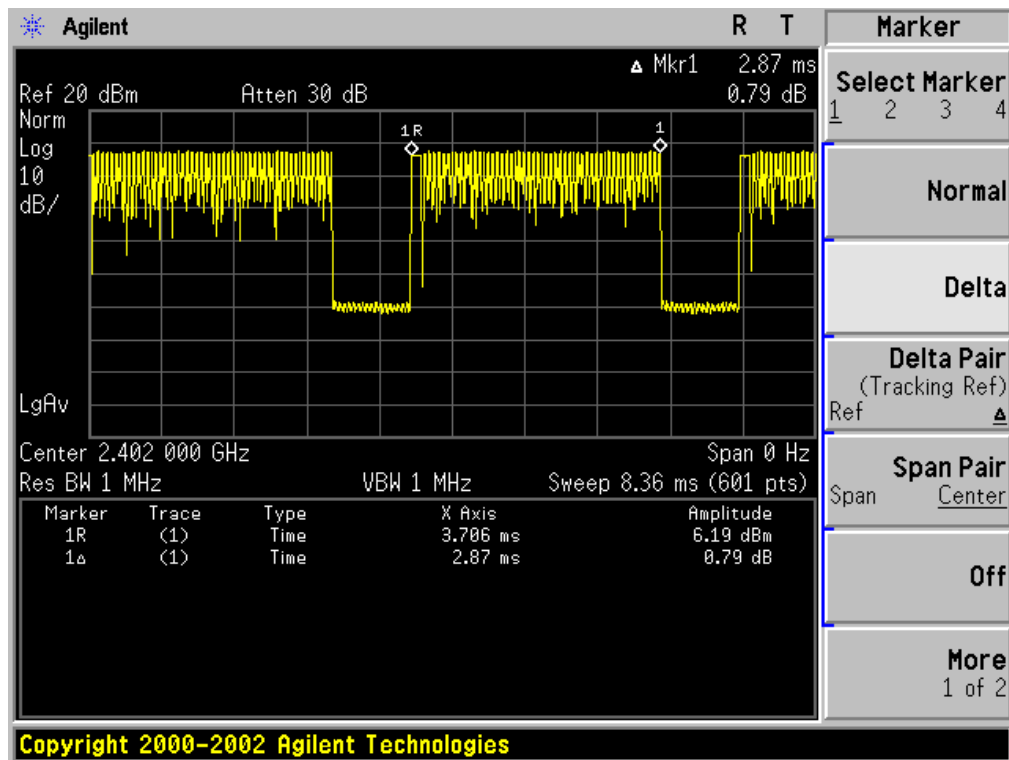 Agilent R T
Marker
▵ Mkr1 2.87 ms
Ref 20 dBm Atten 30 dB 0.79 dB
Norm
Log
10
dB/
1R
1
LgAv
Center 2.402 000 GHz Span 0 Hz
Res BW 1 MHz VBW 1 MHz Sweep 8.36 ms (601 pts)
Marker Trace Type X Axis Amplitude
1R (1) Time 3.706 ms 6.19 dBm
1▵ (1) Time 2.87 ms 0.79 dB
Select Marker
1 2 3 4
Normal
Delta
Delta Pair
(Tracking Ref)
Ref ▵
Span Pair
Span Center
Off
More
1 of 2
Copyright 2000-2002 Agilent Technologies